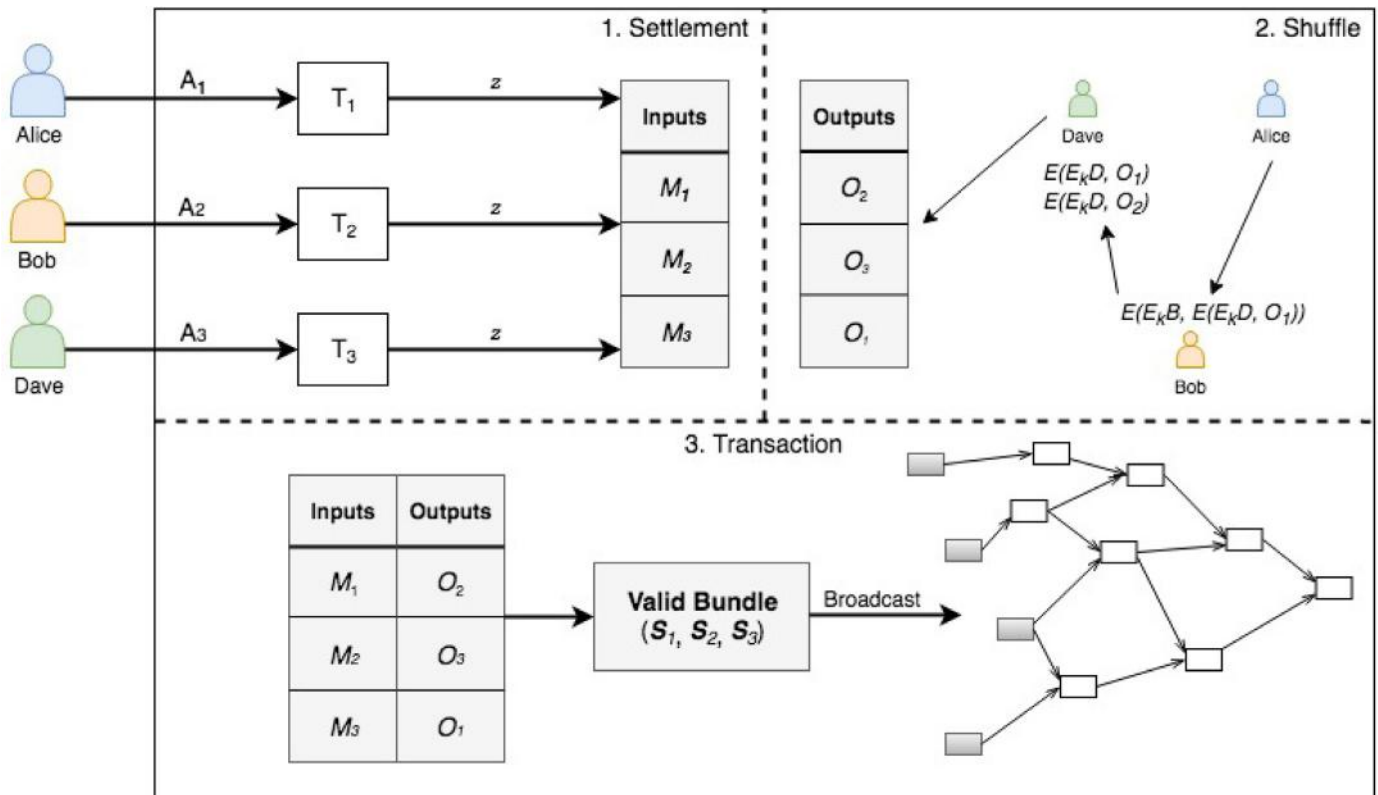 1. Settlement
Alice
A₁
T₁
z
Bob
A₂
T₂
z
Dave
A₃
T₃
z
Inputs
M₁
M₂
M₃
2. Shuffle
Outputs
O₂
O₃
O₁
Dave
Alice
E(EₖD, O₁)
E(EₖD, O₂)
E(EₖB, E(EₖD, O₁))
Bob
3. Transaction
Inputs Outputs
M₁ O₂
M₂ O₃
M₃ O₁
Valid Bundle
(S₁, S₂, S₃)
Broadcast